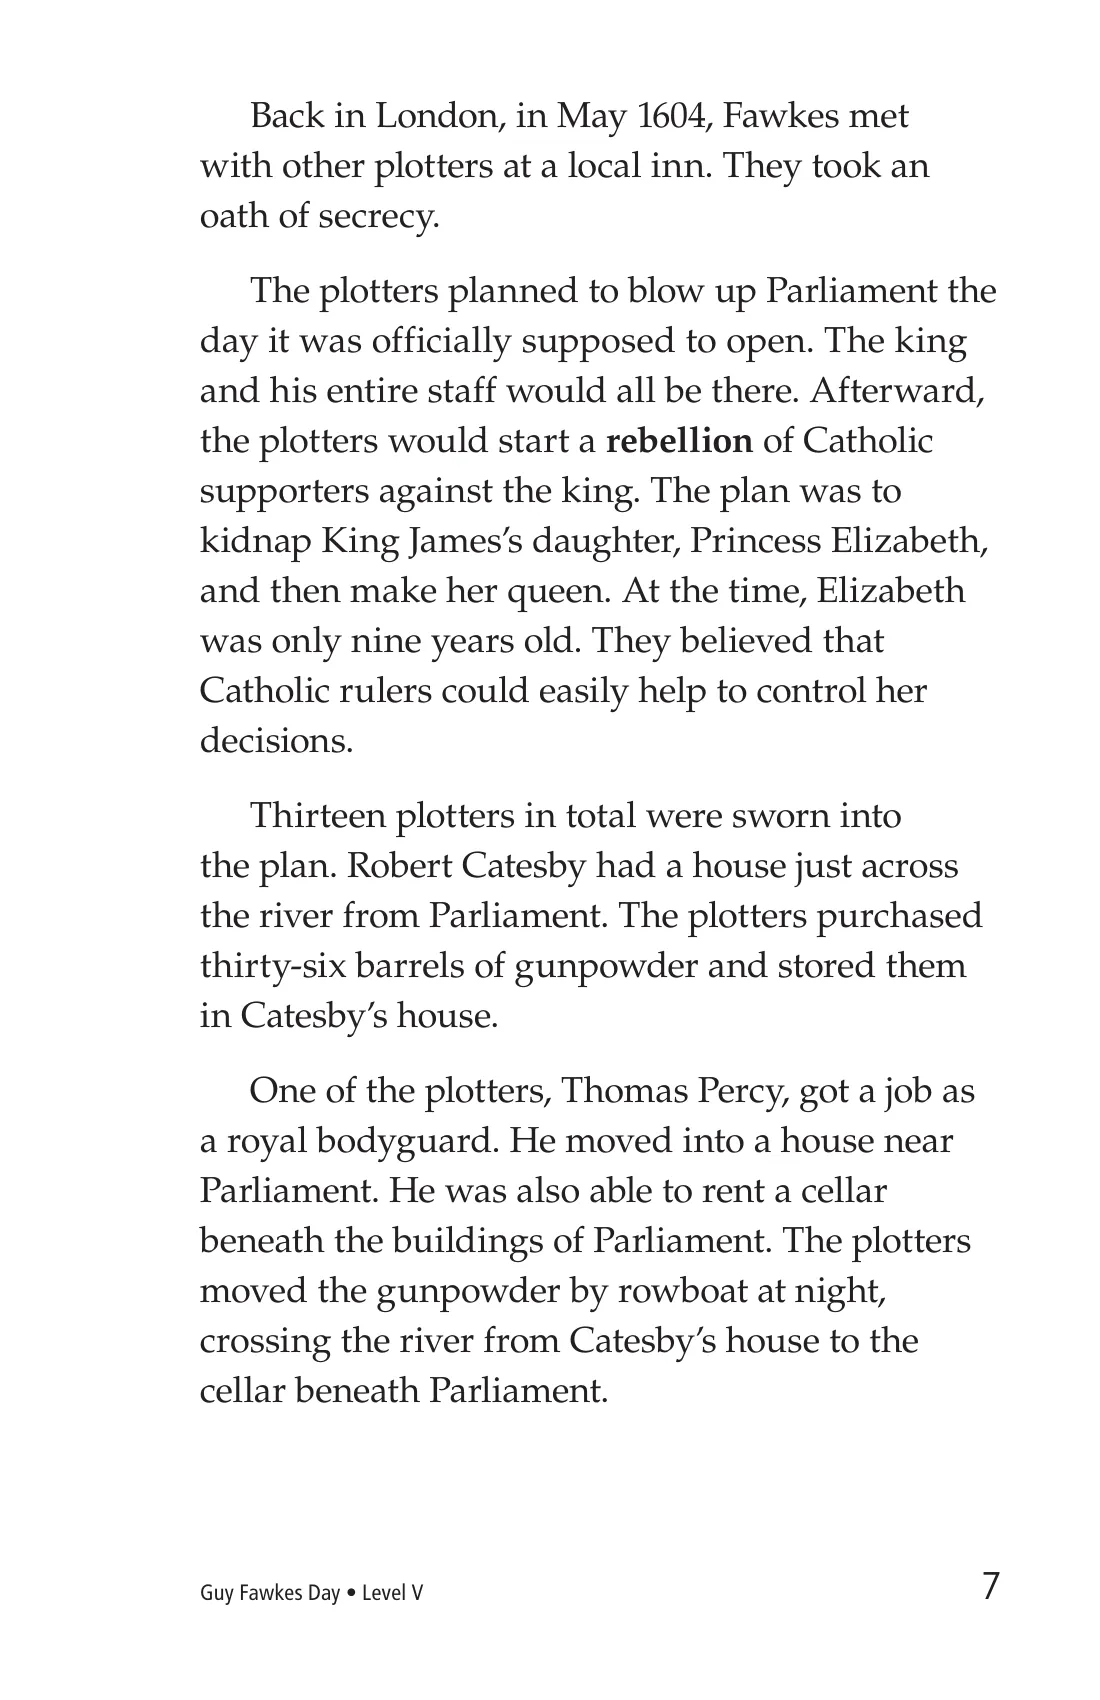 Back in London, in May 1604, Fawkes met
with other plotters at a local inn. They took an
oath of secrecy.
The plotters planned to blow up Parliament the
day it was officially supposed to open. The king
and his entire staff would all be there. Afterward,
the plotters would start a rebellion of Catholic
supporters against the king. The plan was to
kidnap King James’s daughter, Princess Elizabeth,
and then make her queen. At the time, Elizabeth
was only nine years old. They believed that
Catholic rulers could easily help to control her
decisions.
Thirteen plotters in total were sworn into
the plan. Robert Catesby had a house just across
the river from Parliament. The plotters purchased
thirty-six barrels of gunpowder and stored them
in Catesby’s house.
One of the plotters, Thomas Percy, got a job as
a royal bodyguard. He moved into a house near
Parliament. He was also able to rent a cellar
beneath the buildings of Parliament. The plotters
moved the gunpowder by rowboat at night,
crossing the river from Catesby’s house to the
cellar beneath Parliament.
Guy Fawkes Day • Level V
7